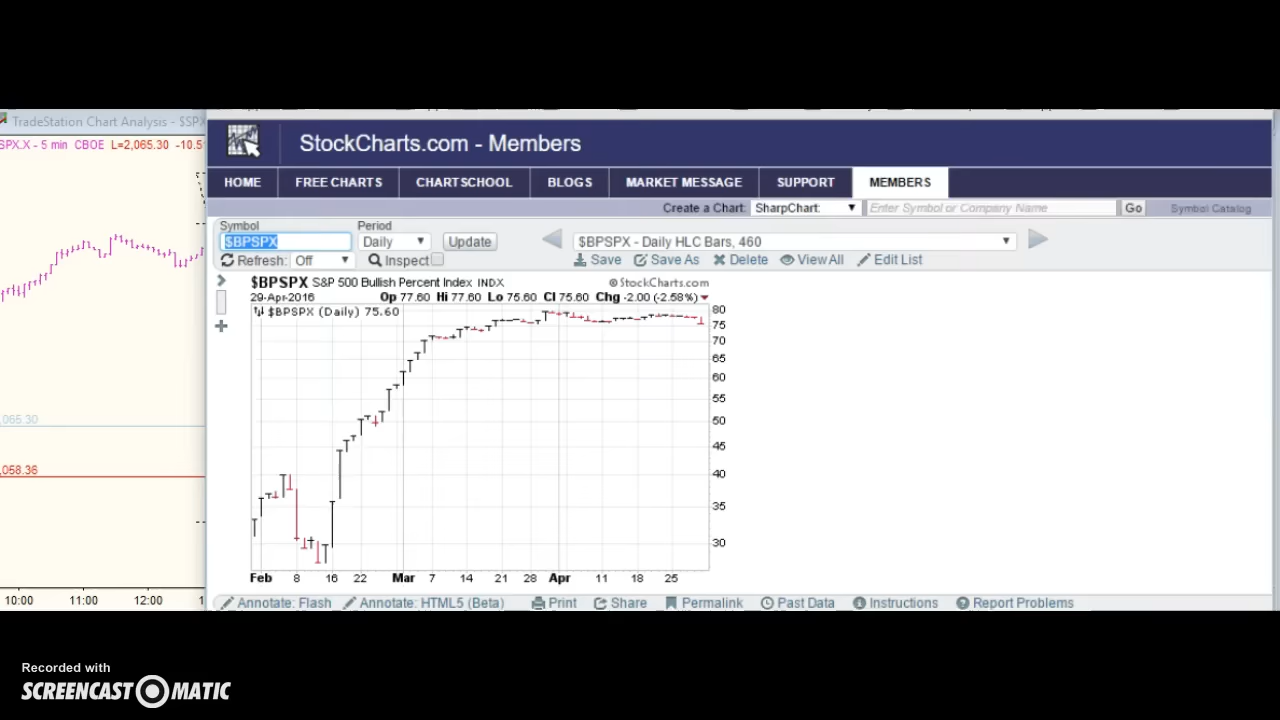 TradeStation Chart Analysis - $SP
SPX.X - 5 min CBOE L=2,065.30 -10.5
StockCharts.com - Members
HOME FREE CHARTS CHARTSCHOOL BLOGS MARKET MESSAGE SUPPORT MEMBERS
Create a Chart: SharpChart Enter Symbol or Company Name Go Symbol Catalog
Symbol Period
$BPSPX Daily Update $BPSPX - Daily HLC Bars, 460
Refresh: Off Inspect Save Save As Delete View All Edit List
$BPSPX S&P 500 Bullish Percent Index INDX © StockCharts.com
29-Apr-2016 Op 77.60 Hi 77.60 Lo 75.60 Cl 75.60 Chg -2.00 (-2.58%)
$BPSPX (Daily) 75.60
80
75
70
65
60
55
50
45
40
35
30
,065.30
,058.36
Feb 8 16 22 Mar 7 14 21 28 Apr 11 18 25
10:00 11:00 12:00 1
Annotate: Flash Annotate: HTML5 (Beta) Print Share Permalink Past Data Instructions Report Problems
Recorded with
SCREENCAST MATIC